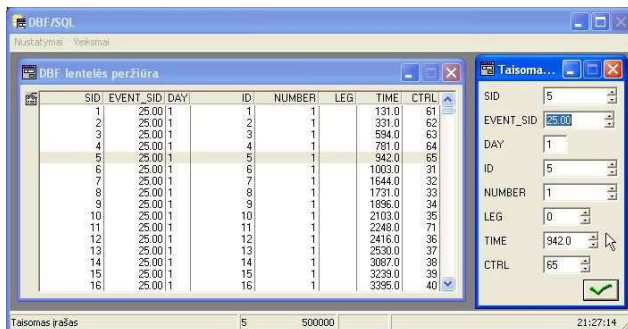 DBF/SQL
Nustatymai Veiksmai
DBF lentelės peržiūra
SID EVENT_SID DAY ID NUMBER LEG TIME CTRL
1 25.00 1 1 1 131.0 61
2 25.00 1 2 1 331.0 62
3 25.00 1 3 1 594.0 63
4 25.00 1 4 1 781.0 64
5 25.00 1 5 1 942.0 65
6 25.00 1 6 1 1003.0 31
7 25.00 1 7 1 1644.0 32
8 25.00 1 8 1 1731.0 33
9 25.00 1 9 1 1896.0 34
10 25.00 1 10 1 2103.0 35
11 25.00 1 11 1 2248.0 71
12 25.00 1 12 1 2416.0 36
13 25.00 1 13 1 2530.0 37
14 25.00 1 14 1 3087.0 38
15 25.00 1 15 1 3239.0 39
16 25.00 1 16 1 3395.0 40
Taisoma...
SID 5
EVENT_SID 25.00
DAY 1
ID 5
NUMBER 1
LEG 0
TIME 942.0
CTRL 65
Taisomas įrašas 5 500000 21:27:14